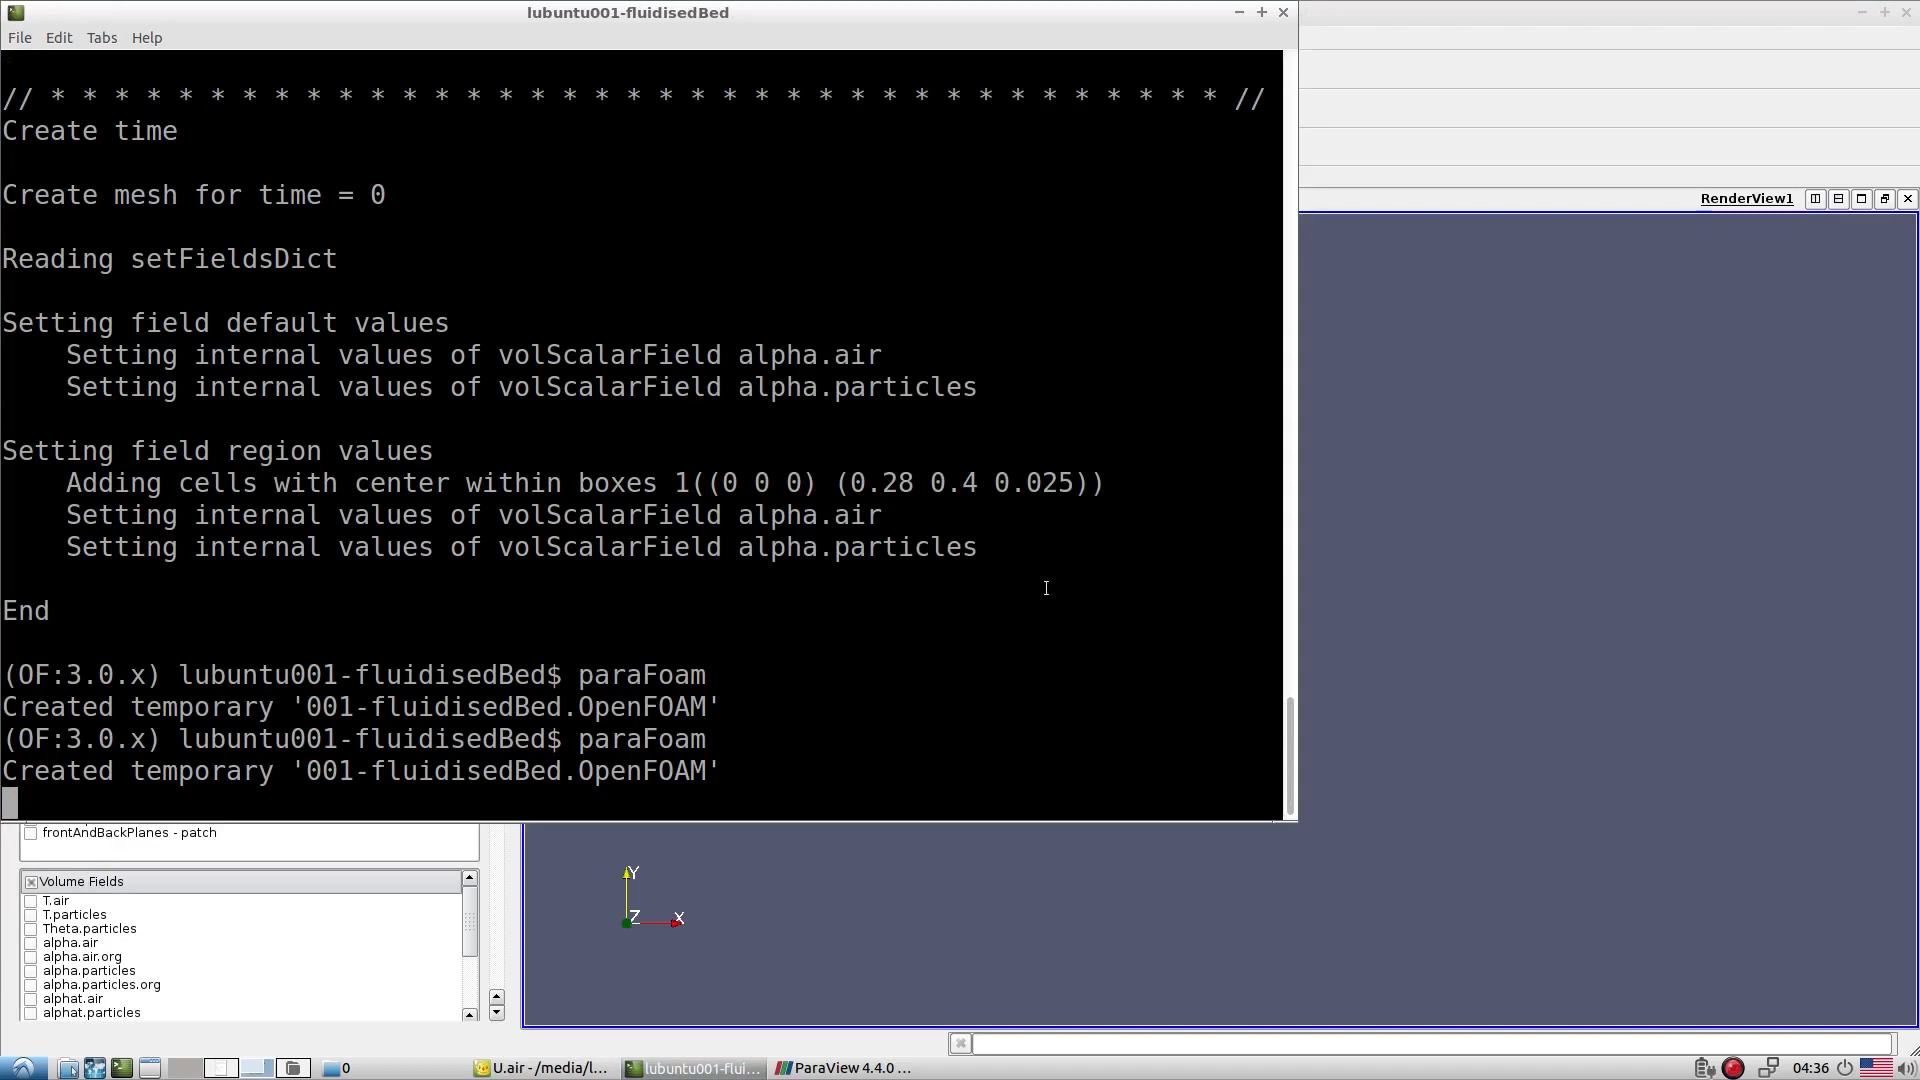 lubuntu001-fluidisedBed
File Edit Tabs Help
// * * * * * * * * * * * * * * * * * * * * * * * * * * * * * * * * * * * * * //
Create time
Create mesh for time = 0
Reading setFieldsDict
Setting field default values
Setting internal values of volScalarField alpha.air
Setting internal values of volScalarField alpha.particles
Setting field region values
Adding cells with center within boxes 1((0 0 0) (0.28 0.4 0.025))
Setting internal values of volScalarField alpha.air
Setting internal values of volScalarField alpha.particles
End
(OF:3.0.x) lubuntu001-fluidisedBed$ paraFoam
Created temporary '001-fluidisedBed.OpenFOAM'
(OF:3.0.x) lubuntu001-fluidisedBed$ paraFoam
Created temporary '001-fluidisedBed.OpenFOAM'
RenderView1
frontAndBackPlanes - patch
Volume Fields
T.air
T.particles
Theta.particles
alpha.air
alpha.air.org
alpha.particles
alpha.particles.org
alphat.air
alphat.particles
Y
Z
X
0
U.air - /media/l...
lubuntu001-flui...
ParaView 4.4.0 ...
04:36